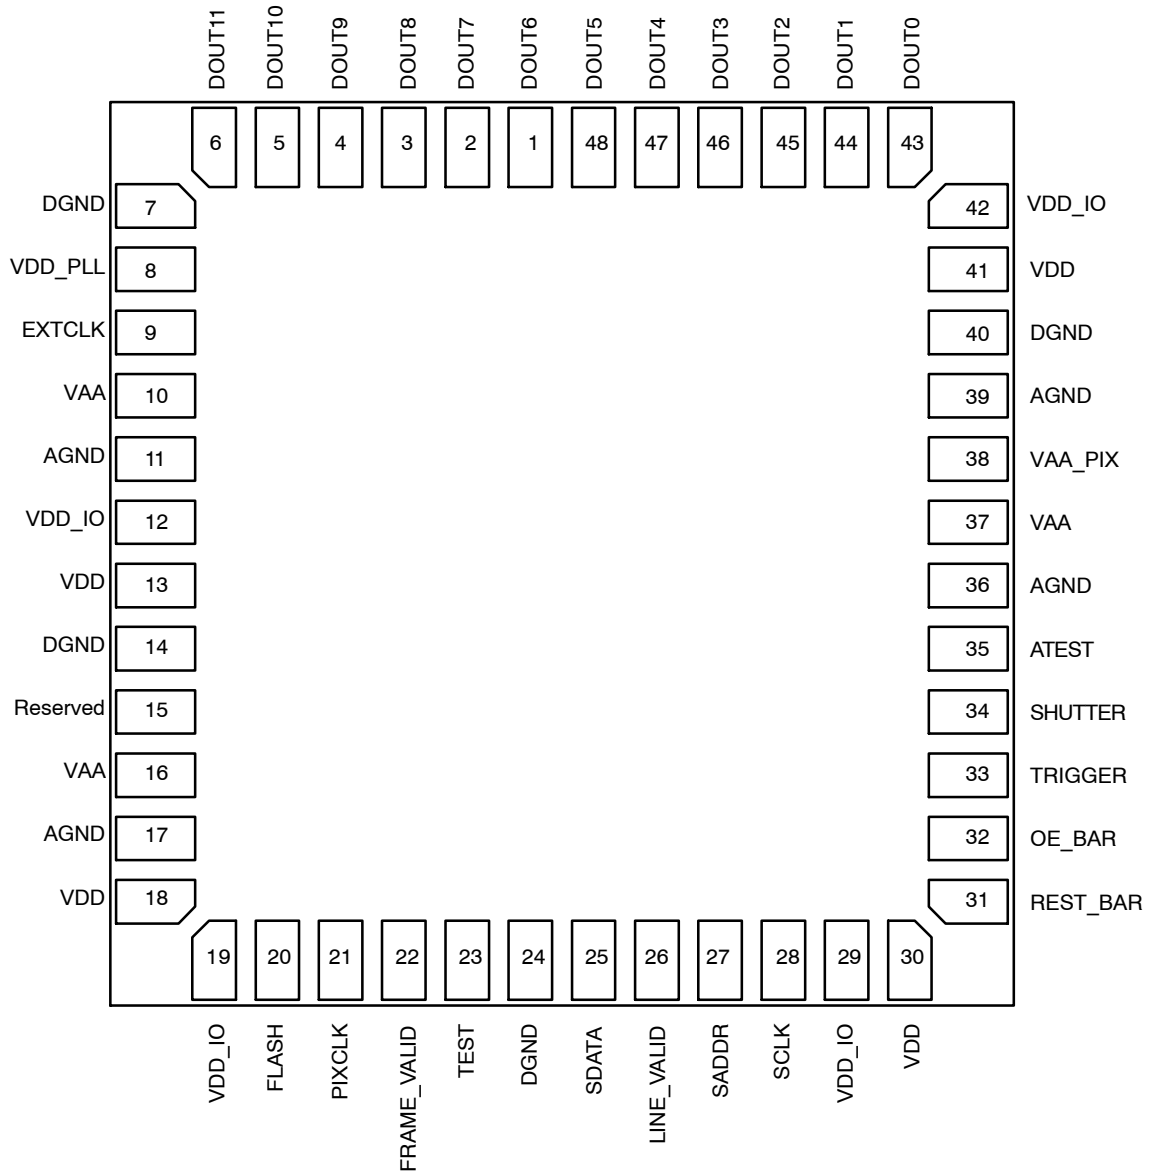 DOUT11
DOUT10
DOUT9
DOUT8
DOUT7
DOUT6
DOUT5
DOUT4
DOUT3
DOUT2
DOUT1
DOUT0
6 5 4 3 2 1 48 47 46 45 44 43
DGND 7 42 VDD_IO
VDD_PLL 8 41 VDD
EXTCLK 9 40 DGND
VAA 10 39 AGND
AGND 11 38 VAA_PIX
VDD_IO 12 37 VAA
VDD 13 36 AGND
DGND 14 35 ATEST
Reserved 15 34 SHUTTER
VAA 16 33 TRIGGER
AGND 17 32 OE_BAR
VDD 18 31 REST_BAR
19 20 21 22 23 24 25 26 27 28 29 30
VDD_IO
FLASH
PIXCLK
FRAME_VALID
TEST
DGND
SDATA
LINE_VALID
SADDR
SCLK
VDD_IO
VDD